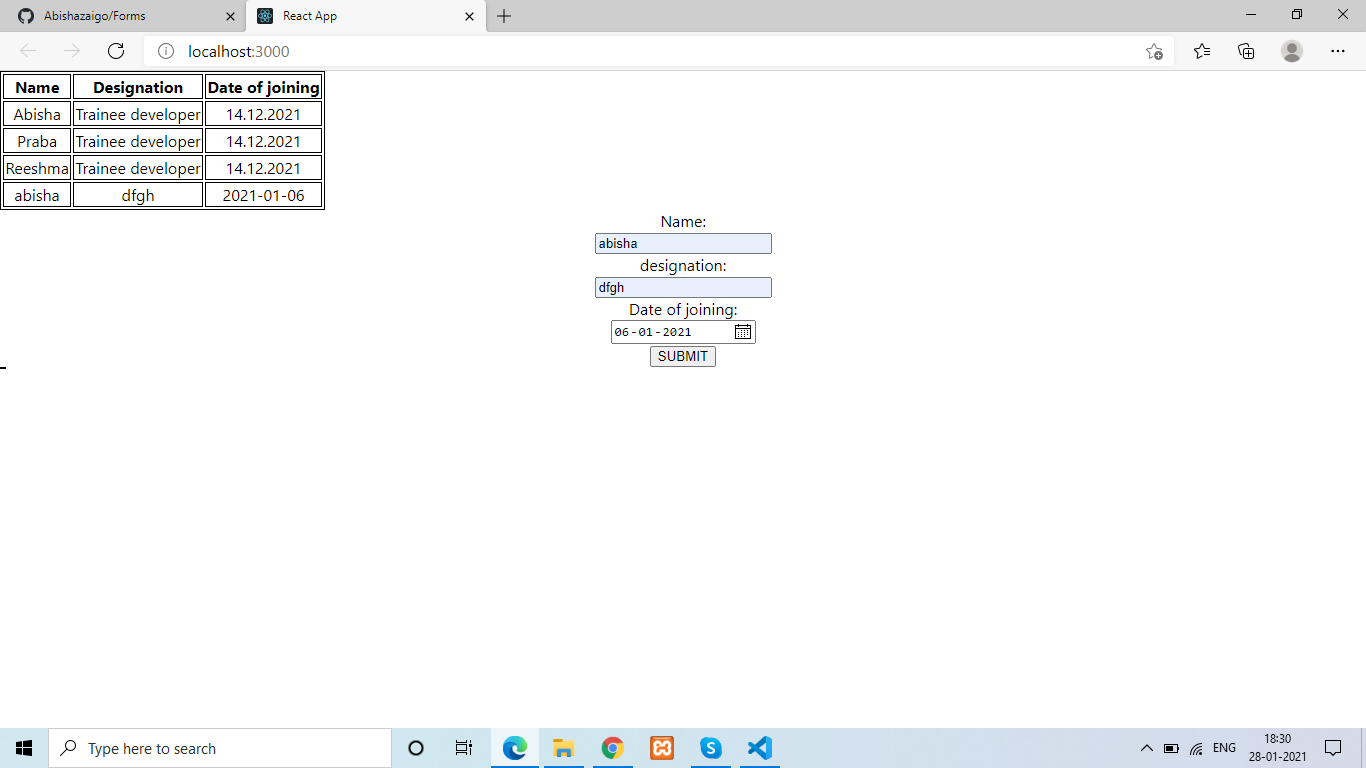 Abishazaigo/Forms
React App
localhost:3000
Name Designation Date of joining
Abisha Trainee developer 14.12.2021
Praba Trainee developer 14.12.2021
Reeshma Trainee developer 14.12.2021
abisha dfgh 2021-01-06
Name:
abisha
designation:
dfgh
Date of joining:
06-01-2021
SUBMIT
Type here to search
ENG
18:30
28-01-2021